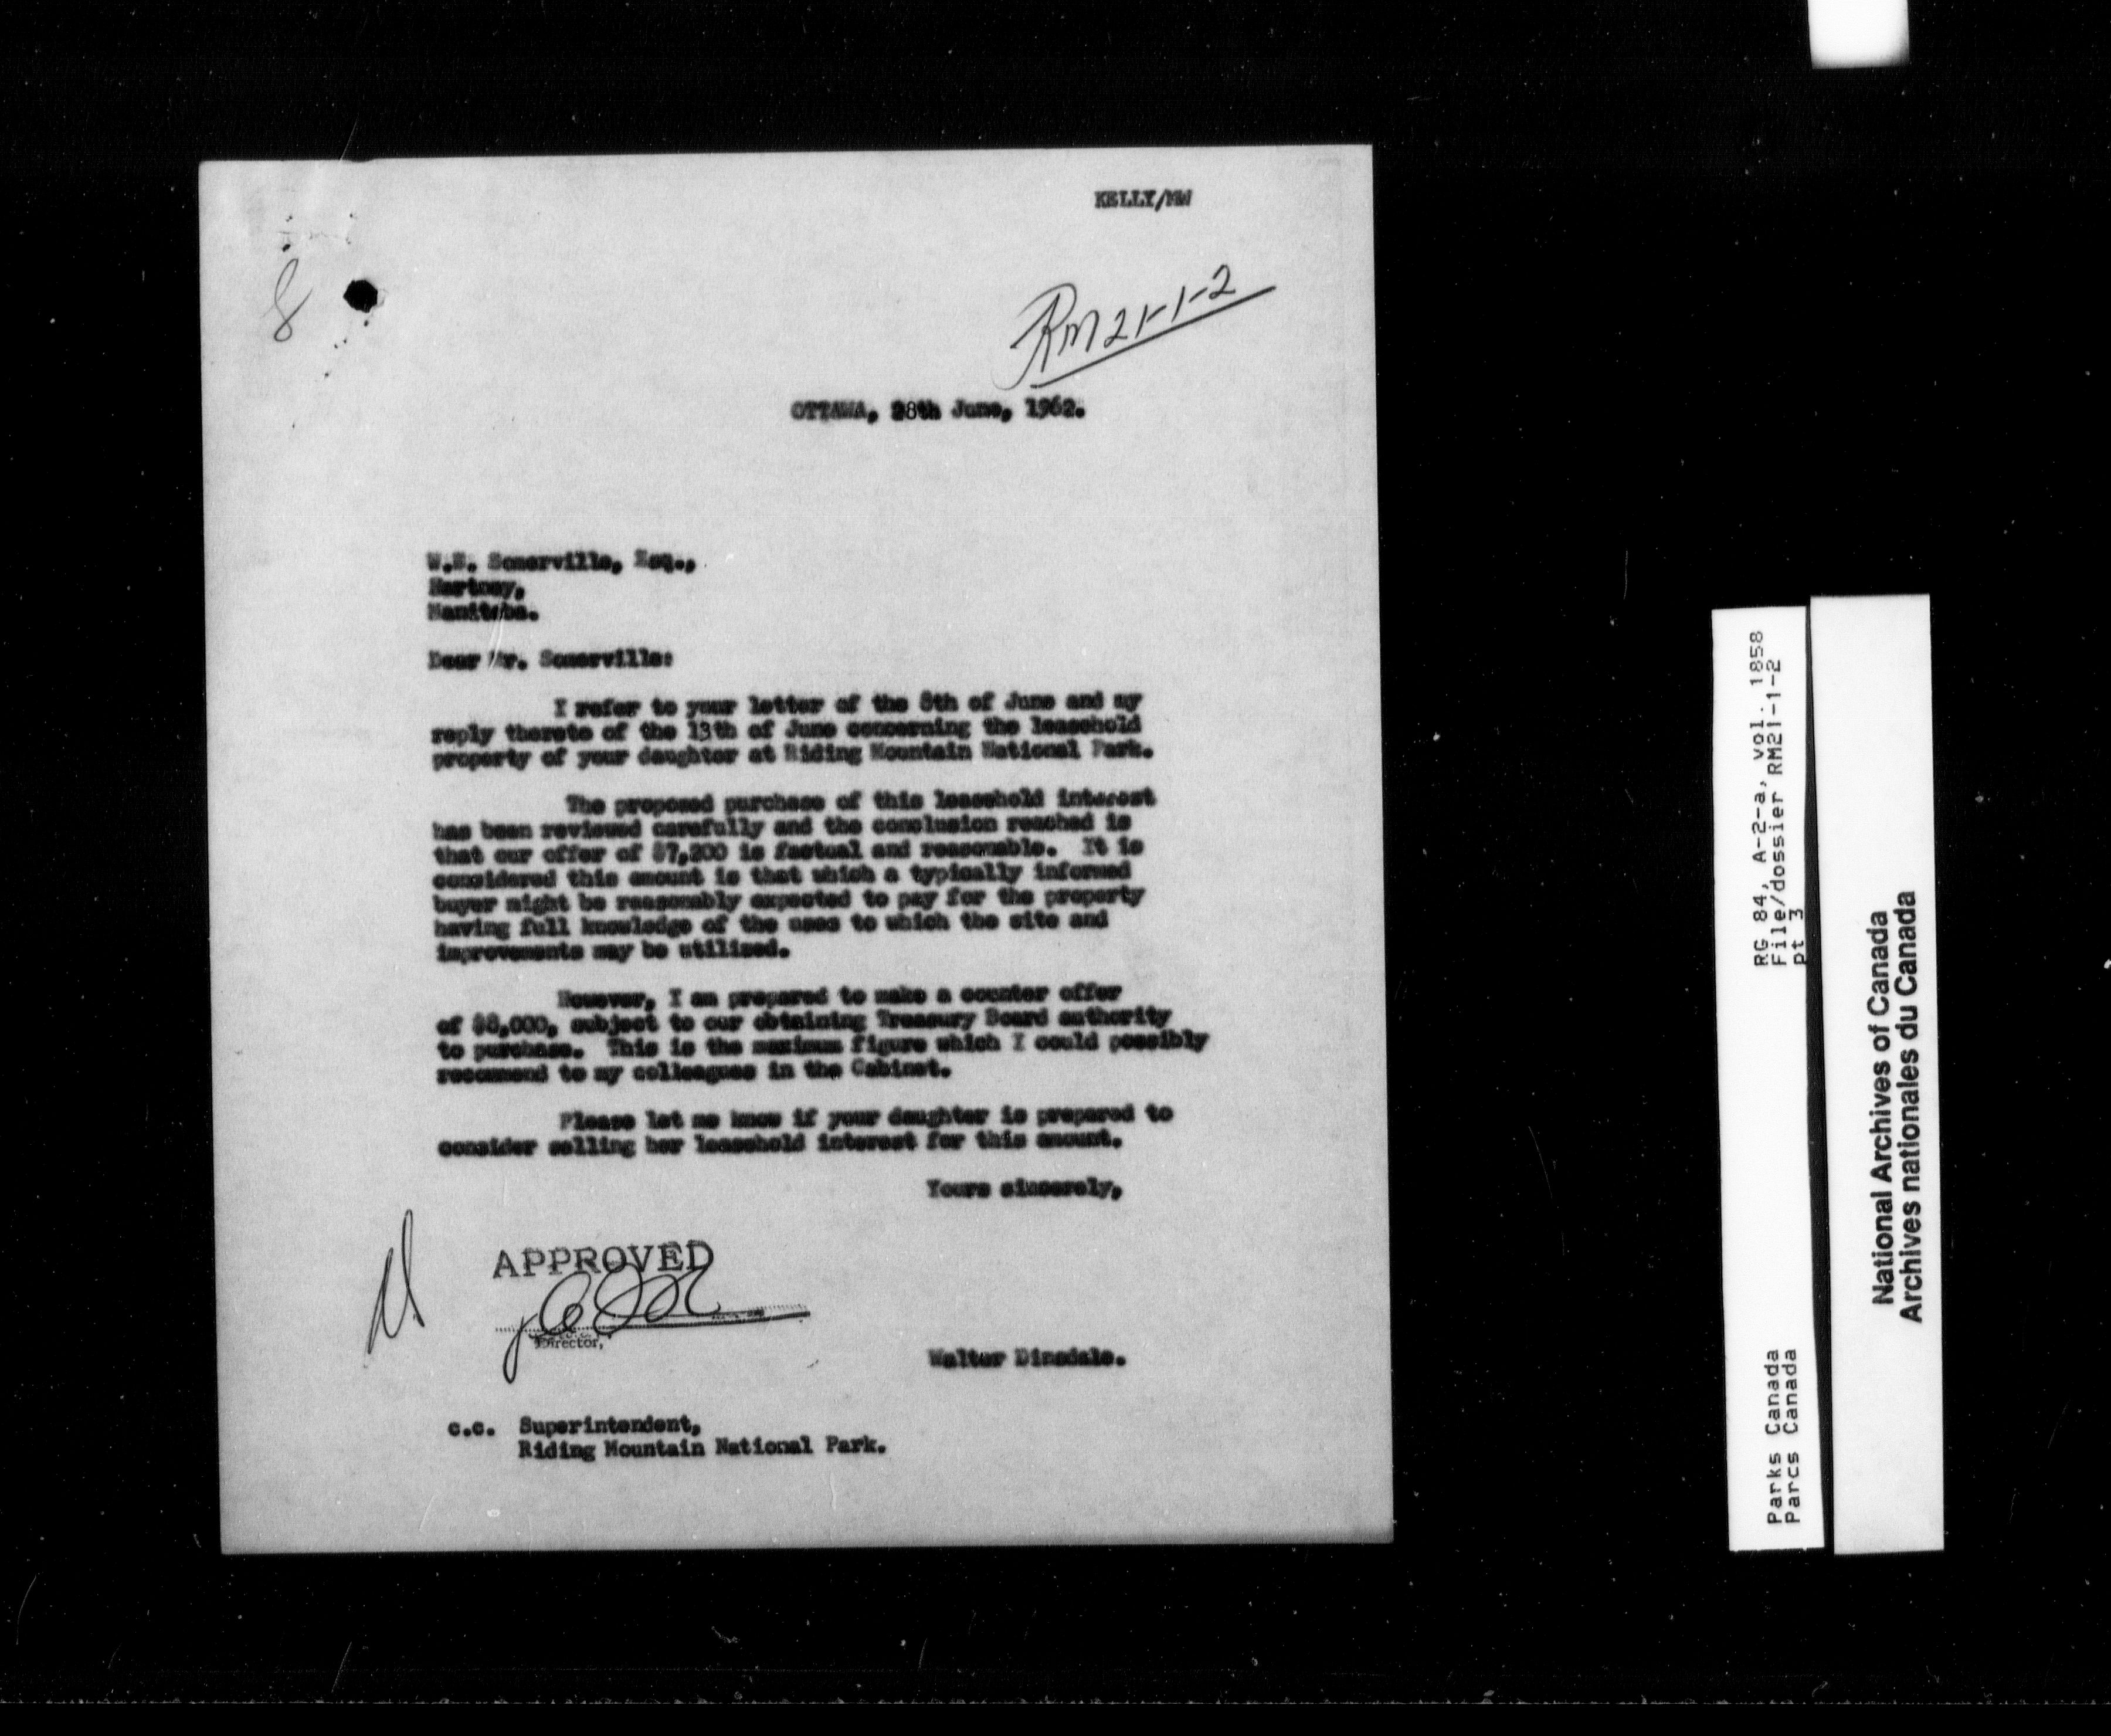 KELLY/MW
8
RM21-1-2
OTTAWA, 28th June, 1962.
W.E. Somerville, Esq.,
Hartney,
Manitoba.
Dear Mr. Somerville:
I refer to your letter of the 8th of June and my
reply thereto of the 13th of June concerning the leasehold
property of your daughter at Riding Mountain National Park.
The proposed purchase of this leasehold interest
has been reviewed carefully and the conclusion reached is
that our offer of $7,200 is factual and reasonable. It is
considered this amount is that which a typically informed
buyer might be reasonably expected to pay for the property
having full knowledge of the uses to which the site and
improvements may be utilized.
However, I am prepared to make a counter offer
of $8,000, subject to our obtaining Treasury Board authority
to purchase. This is the maximum figure which I could possibly
recommend to my colleagues in the Cabinet.
Please let me know if your daughter is prepared to
consider selling her leasehold interest for this amount.
Yours sincerely,
APPROVED
Director,
Walter Dinsdale.
c.c. Superintendent,
Riding Mountain National Park.
RG 84, A-2-a, vol. 1858
File/dossier RM21-1-2
pt 3
Parks Canada
Parcs Canada
National Archives of Canada
Archives nationales du Canada